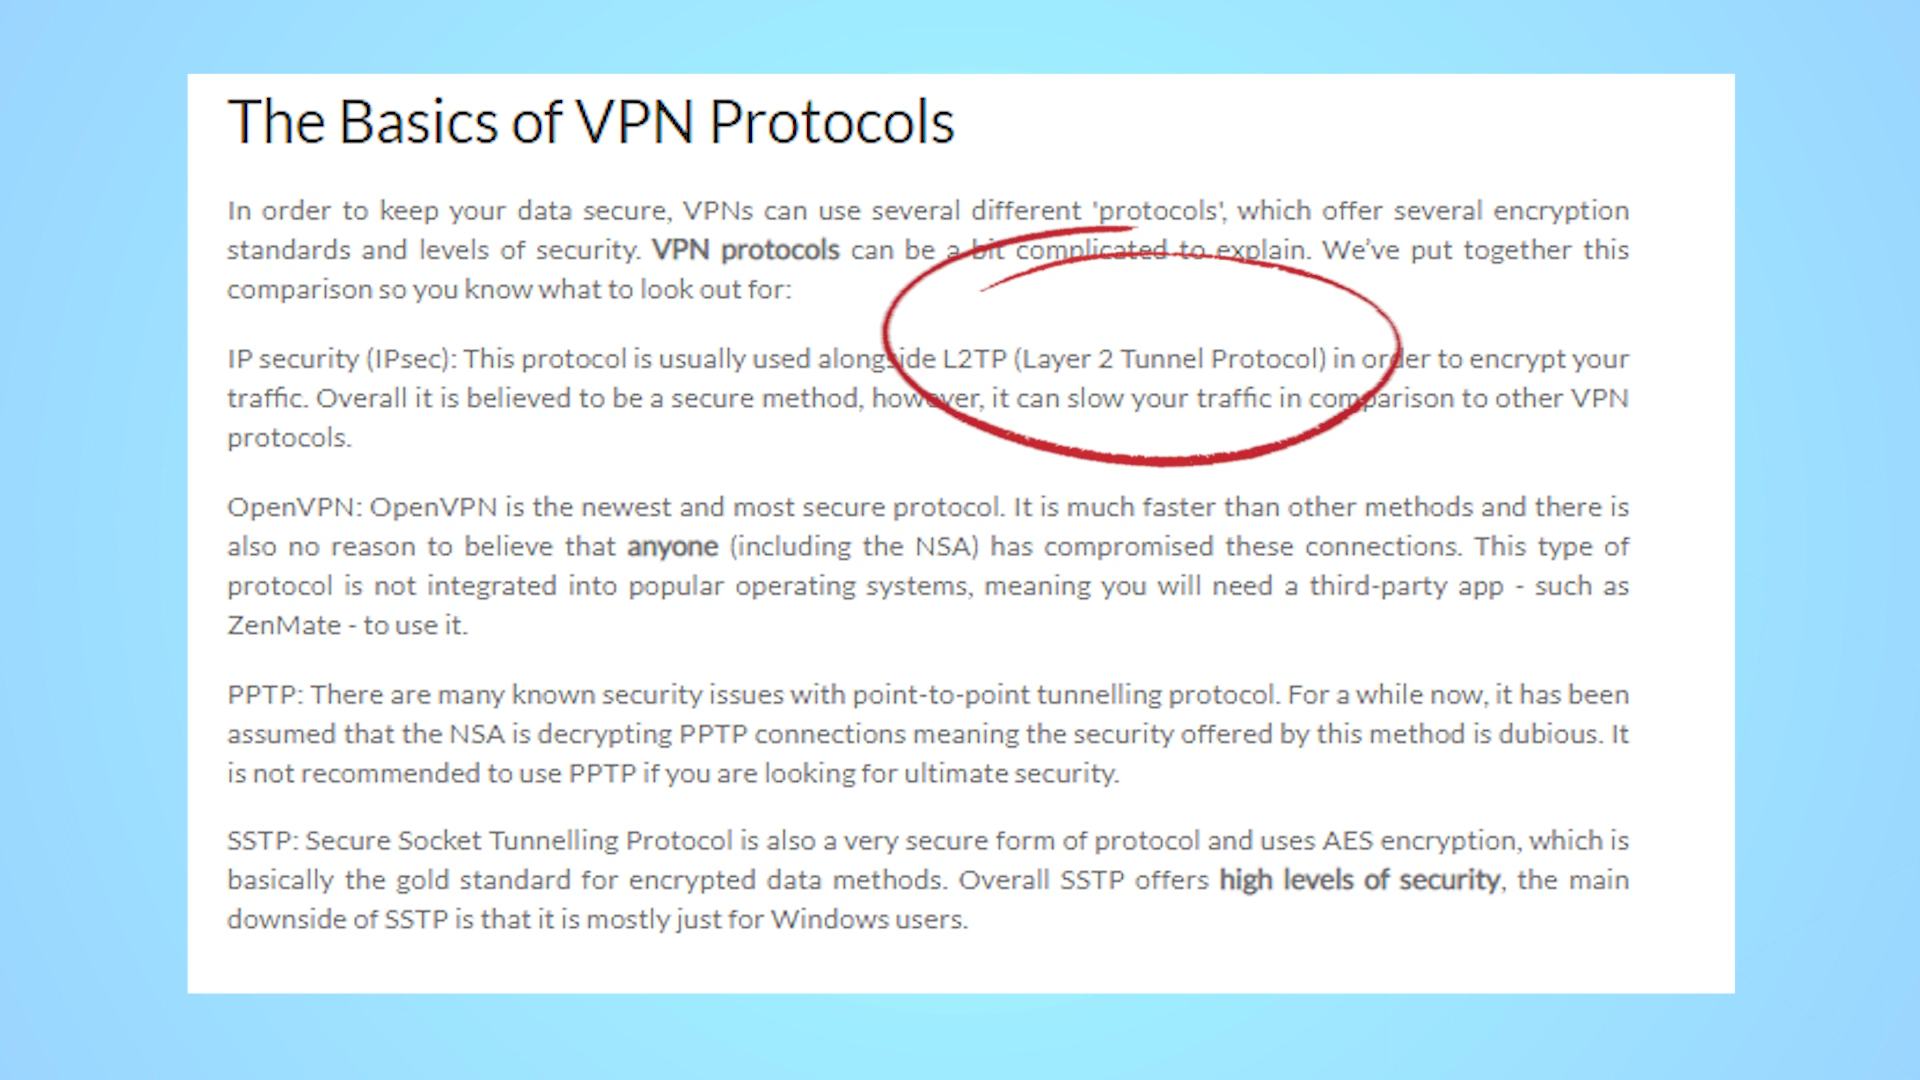 The Basics of VPN Protocols
In order to keep your data secure, VPNs can use several different 'protocols', which offer several encryption
standards and levels of security. VPN protocols can be a bit complicated to explain. We've put together this
comparison so you know what to look out for:
IP security (IPsec): This protocol is usually used alongside L2TP (Layer 2 Tunnel Protocol) in order to encrypt your
traffic. Overall it is believed to be a secure method, however, it can slow your traffic in comparison to other VPN
protocols.
OpenVPN: OpenVPN is the newest and most secure protocol. It is much faster than other methods and there is
also no reason to believe that anyone (including the NSA) has compromised these connections. This type of
protocol is not integrated into popular operating systems, meaning you will need a third-party app - such as
ZenMate - to use it.
PPTP: There are many known security issues with point-to-point tunnelling protocol. For a while now, it has been
assumed that the NSA is decrypting PPTP connections meaning the security offered by this method is dubious. It
is not recommended to use PPTP if you are looking for ultimate security.
SSTP: Secure Socket Tunnelling Protocol is also a very secure form of protocol and uses AES encryption, which is
basically the gold standard for encrypted data methods. Overall SSTP offers high levels of security, the main
downside of SSTP is that it is mostly just for Windows users.